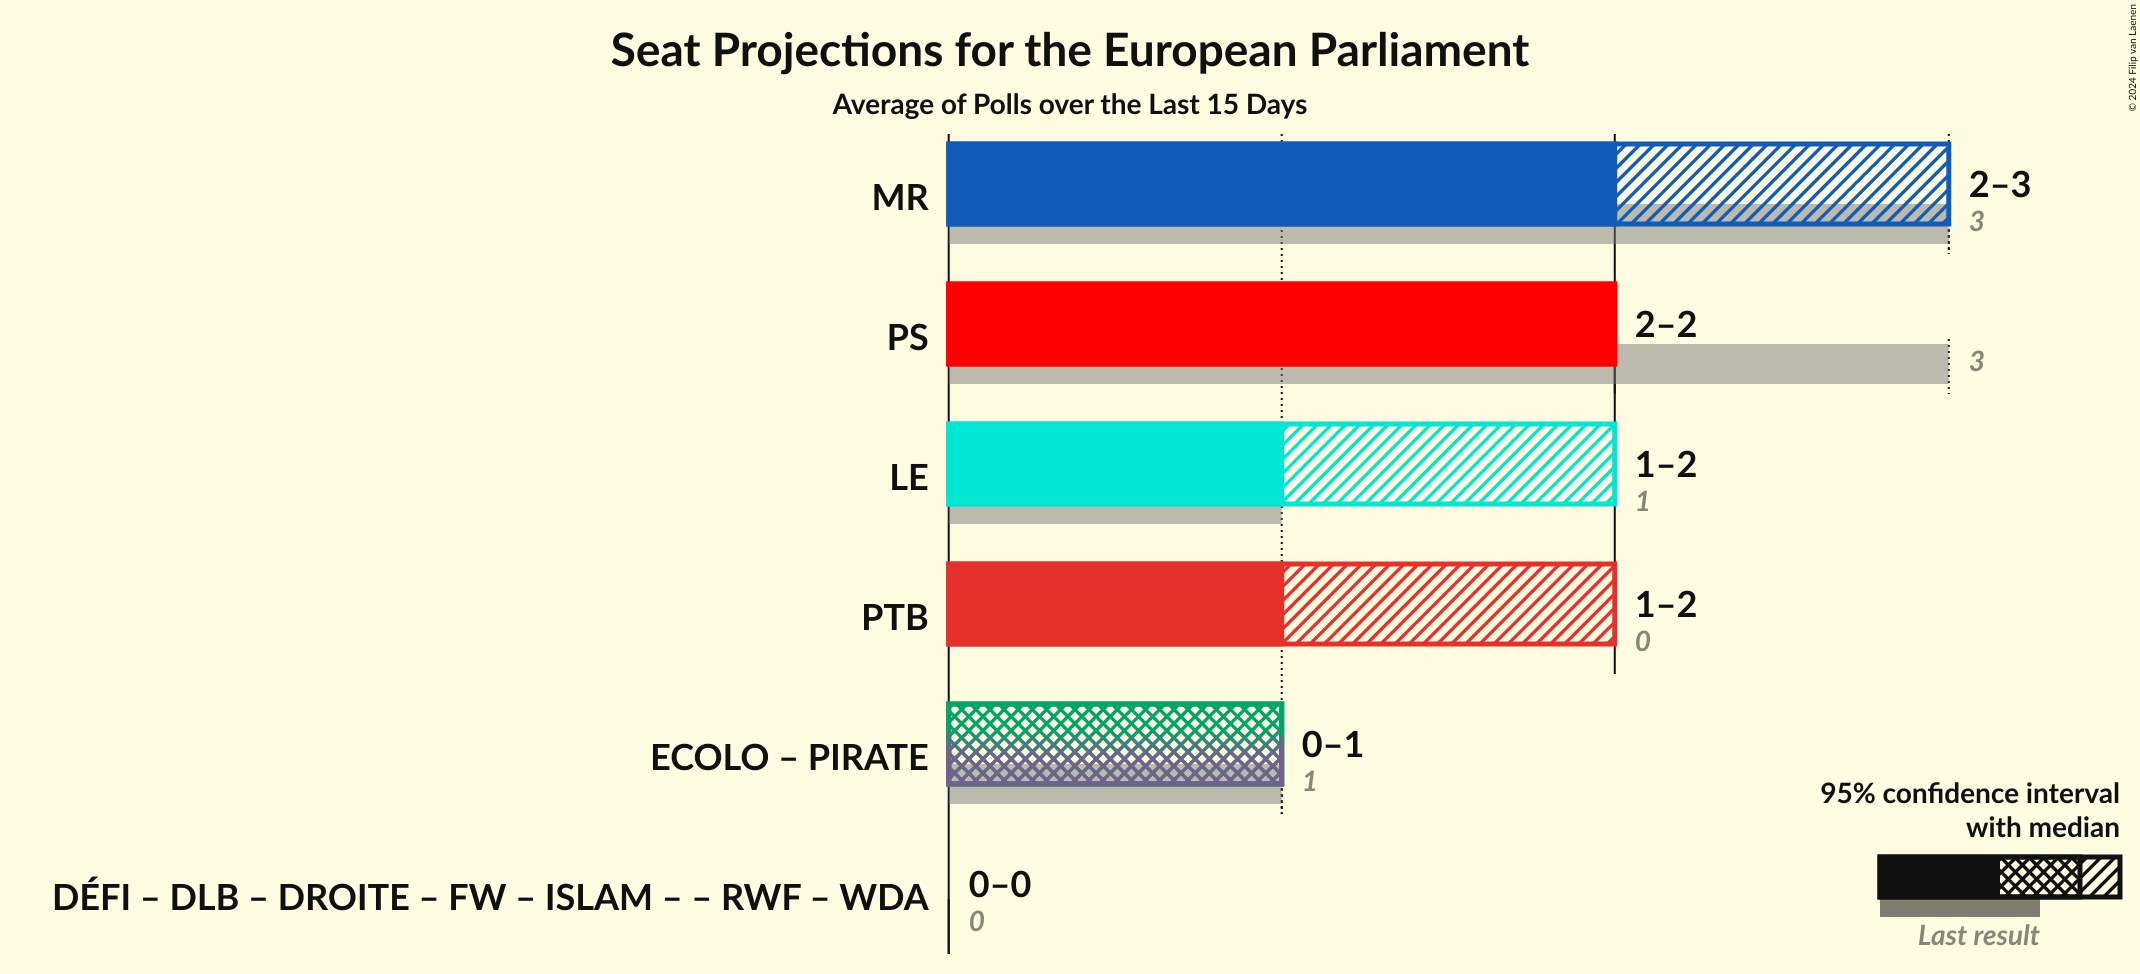 Seat Projections for the European Parliament
Average of Polls over the Last 15 Days
© 2024 Filip van Laenen
MR
2–3
3
PS
2–2
3
LE
1–2
1
PTB
1–2
0
ECOLO – PIRATE
0–1
1
DÉFI – DLB – DROITE – FW – ISLAM – – RWF – WDA
0–0
0
95% confidence interval
with median
Last result